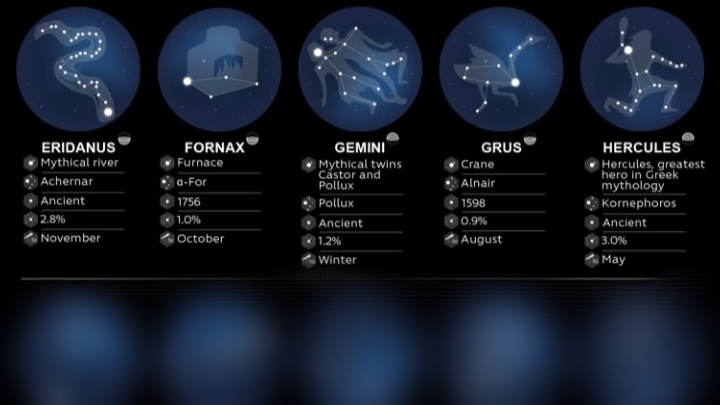 ERIDANUS
Mythical river
Achernar
Ancient
2.8%
November
FORNAX
Furnace
α-For
1756
1.0%
October
GEMINI
Mythical twins
Castor and
Pollux
Pollux
Ancient
1.2%
Winter
GRUS
Crane
Alnair
1598
0.9%
August
HERCULES
Hercules, greatest
hero in Greek
mythology
Kornephoros
Ancient
3.0%
May